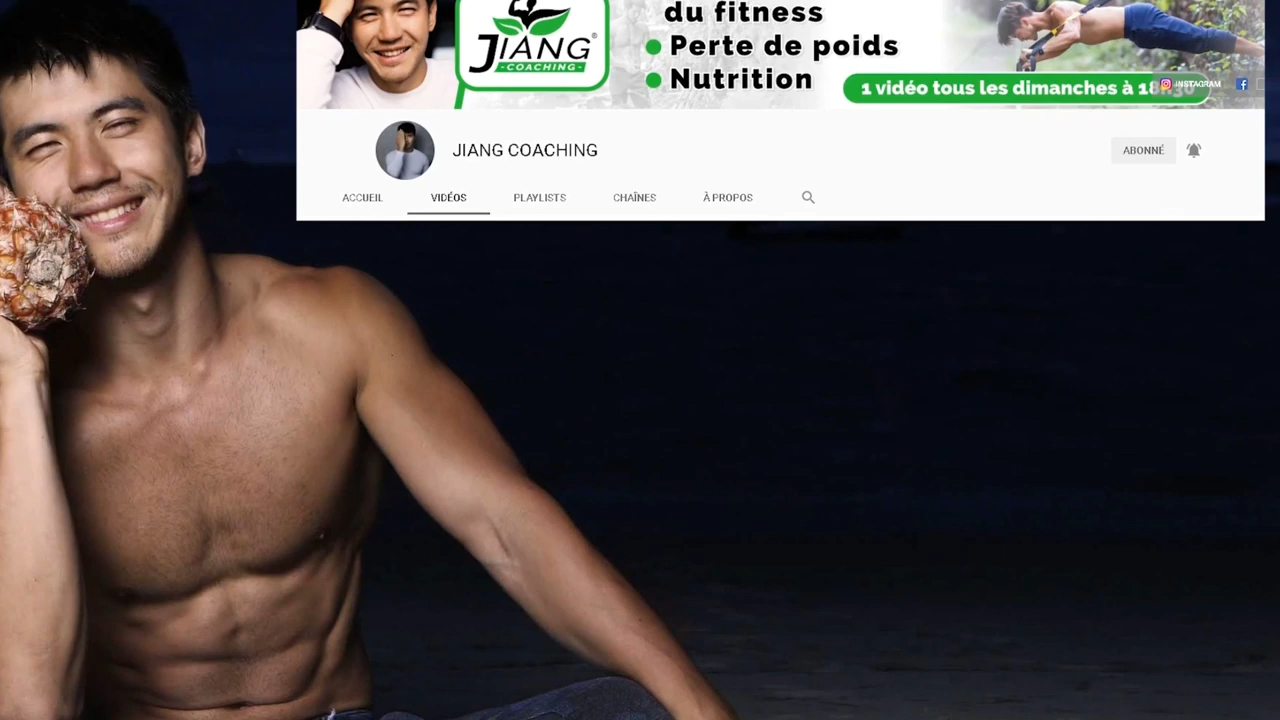 du fitness
Perte de poids
Nutrition
JIANG®
-COACHING-
1 vidéo tous les dimanches à
INSTAGRAM
JIANG COACHING
ABONNÉ
ACCUEIL
VIDÉOS
PLAYLISTS
CHAÎNES
À PROPOS